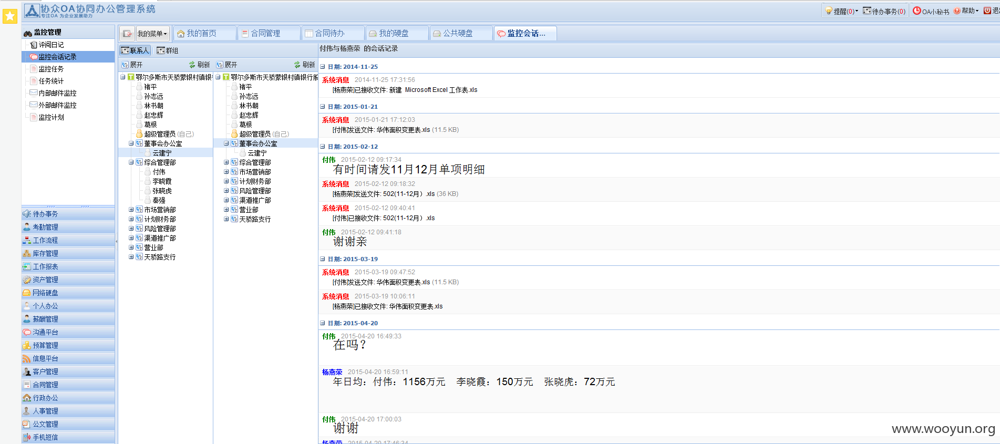 协众OA协同办公管理系统
专注OA 为企业发展助力
提醒(0)
待办事务(0)
OA小秘书
帮助
监控管理
评阅日记
监控会话记录
监控任务
任务统计
内部邮件监控
外部邮件监控
监控计划
待办事务
考勤管理
工作流程
库存管理
工作报表
资产管理
网络硬盘
个人办公
薪酬管理
沟通平台
预算管理
信息平台
客户管理
合同管理
行政办公
人事管理
公文管理
手机短信
我的菜单
我的首页
合同管理
合同待办
我的硬盘
公共硬盘
监控会话...
联系人
群组
展开
刷新
鄂尔多斯市天骄蒙银村镇银行
褚平
孙志远
林书朝
赵忠辉
葛根
超级管理员(自己)
董事会办公室
云建宁
综合管理部
付伟
李晓霞
张晓虎
秦强
市场营销部
计划财务部
风险管理部
渠道推广部
营业部
天骄路支行
展开
刷新
鄂尔多斯市天骄蒙银村镇银行股
褚平
孙志远
林书朝
赵忠辉
葛根
超级管理员(自己)
董事会办公室
云建宁
综合管理部
市场营销部
计划财务部
风险管理部
渠道推广部
营业部
天骄路支行
付伟与杨燕荣 的会话记录
日期: 2014-11-25
系统消息 2014-11-25 17:31:56
[杨燕荣]已接收文件: 新建 Microsoft Excel 工作表.xls
日期: 2015-01-21
系统消息 2015-01-21 17:12:03
[付伟]发送文件: 华伟面积变更表.xls (11.5 KB)
日期: 2015-02-12
付伟 2015-02-12 09:17:34
有时间请发11月12月单项明细
系统消息 2015-02-12 09:18:32
[杨燕荣]发送文件: 502(11-12月）.xls (36 KB)
系统消息 2015-02-12 09:40:41
[付伟]已接收文件: 502(11-12月）.xls
付伟 2015-02-12 09:41:18
谢谢亲
日期: 2015-03-19
系统消息 2015-03-19 09:47:52
[付伟]发送文件: 华伟面积变更表.xls (11.5 KB)
系统消息 2015-03-19 10:06:11
[杨燕荣]已接收文件: 华伟面积变更表.xls
日期: 2015-04-20
付伟 2015-04-20 16:49:33
在吗?
杨燕荣 2015-04-20 16:59:11
年日均：付伟：1156万元 李晓霞：150万元 张晓虎：72万元
付伟 2015-04-20 17:00:03
谢谢
杨燕荣 2015-04-20 17:46:34
www.wooyun.org